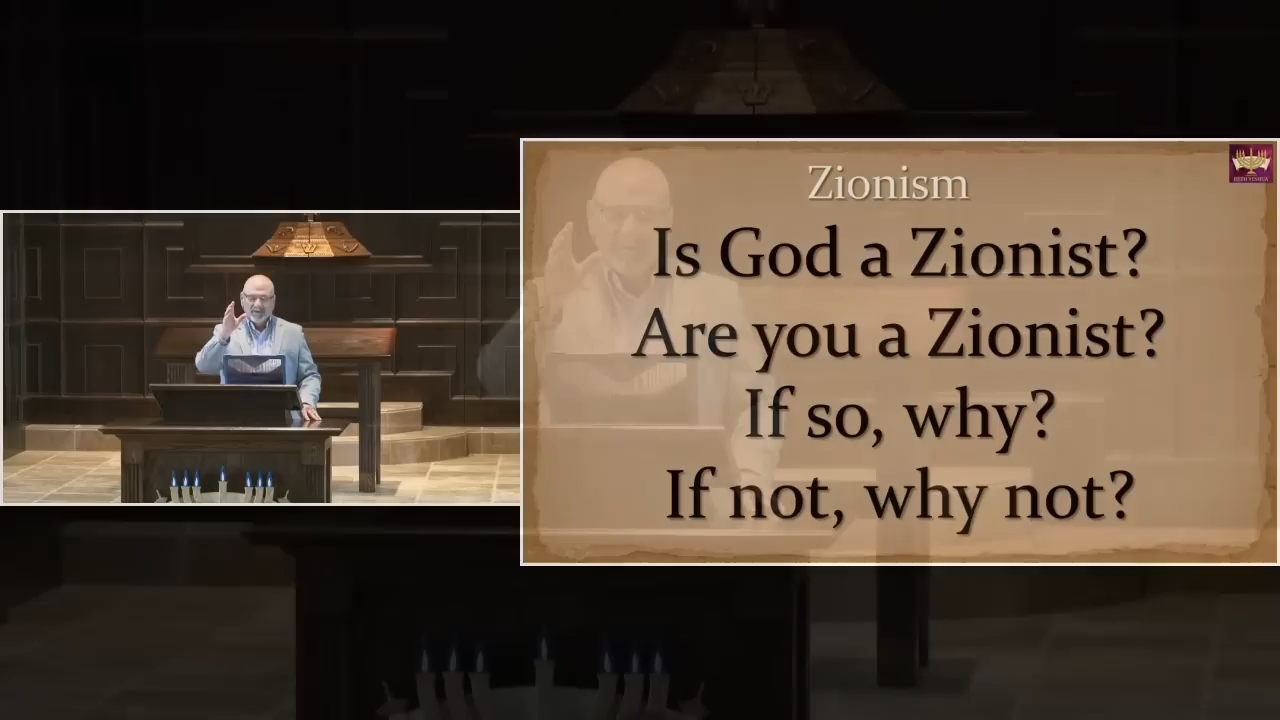 Zionism
Is God a Zionist?
Are you a Zionist?
If so, why?
If not, why not?